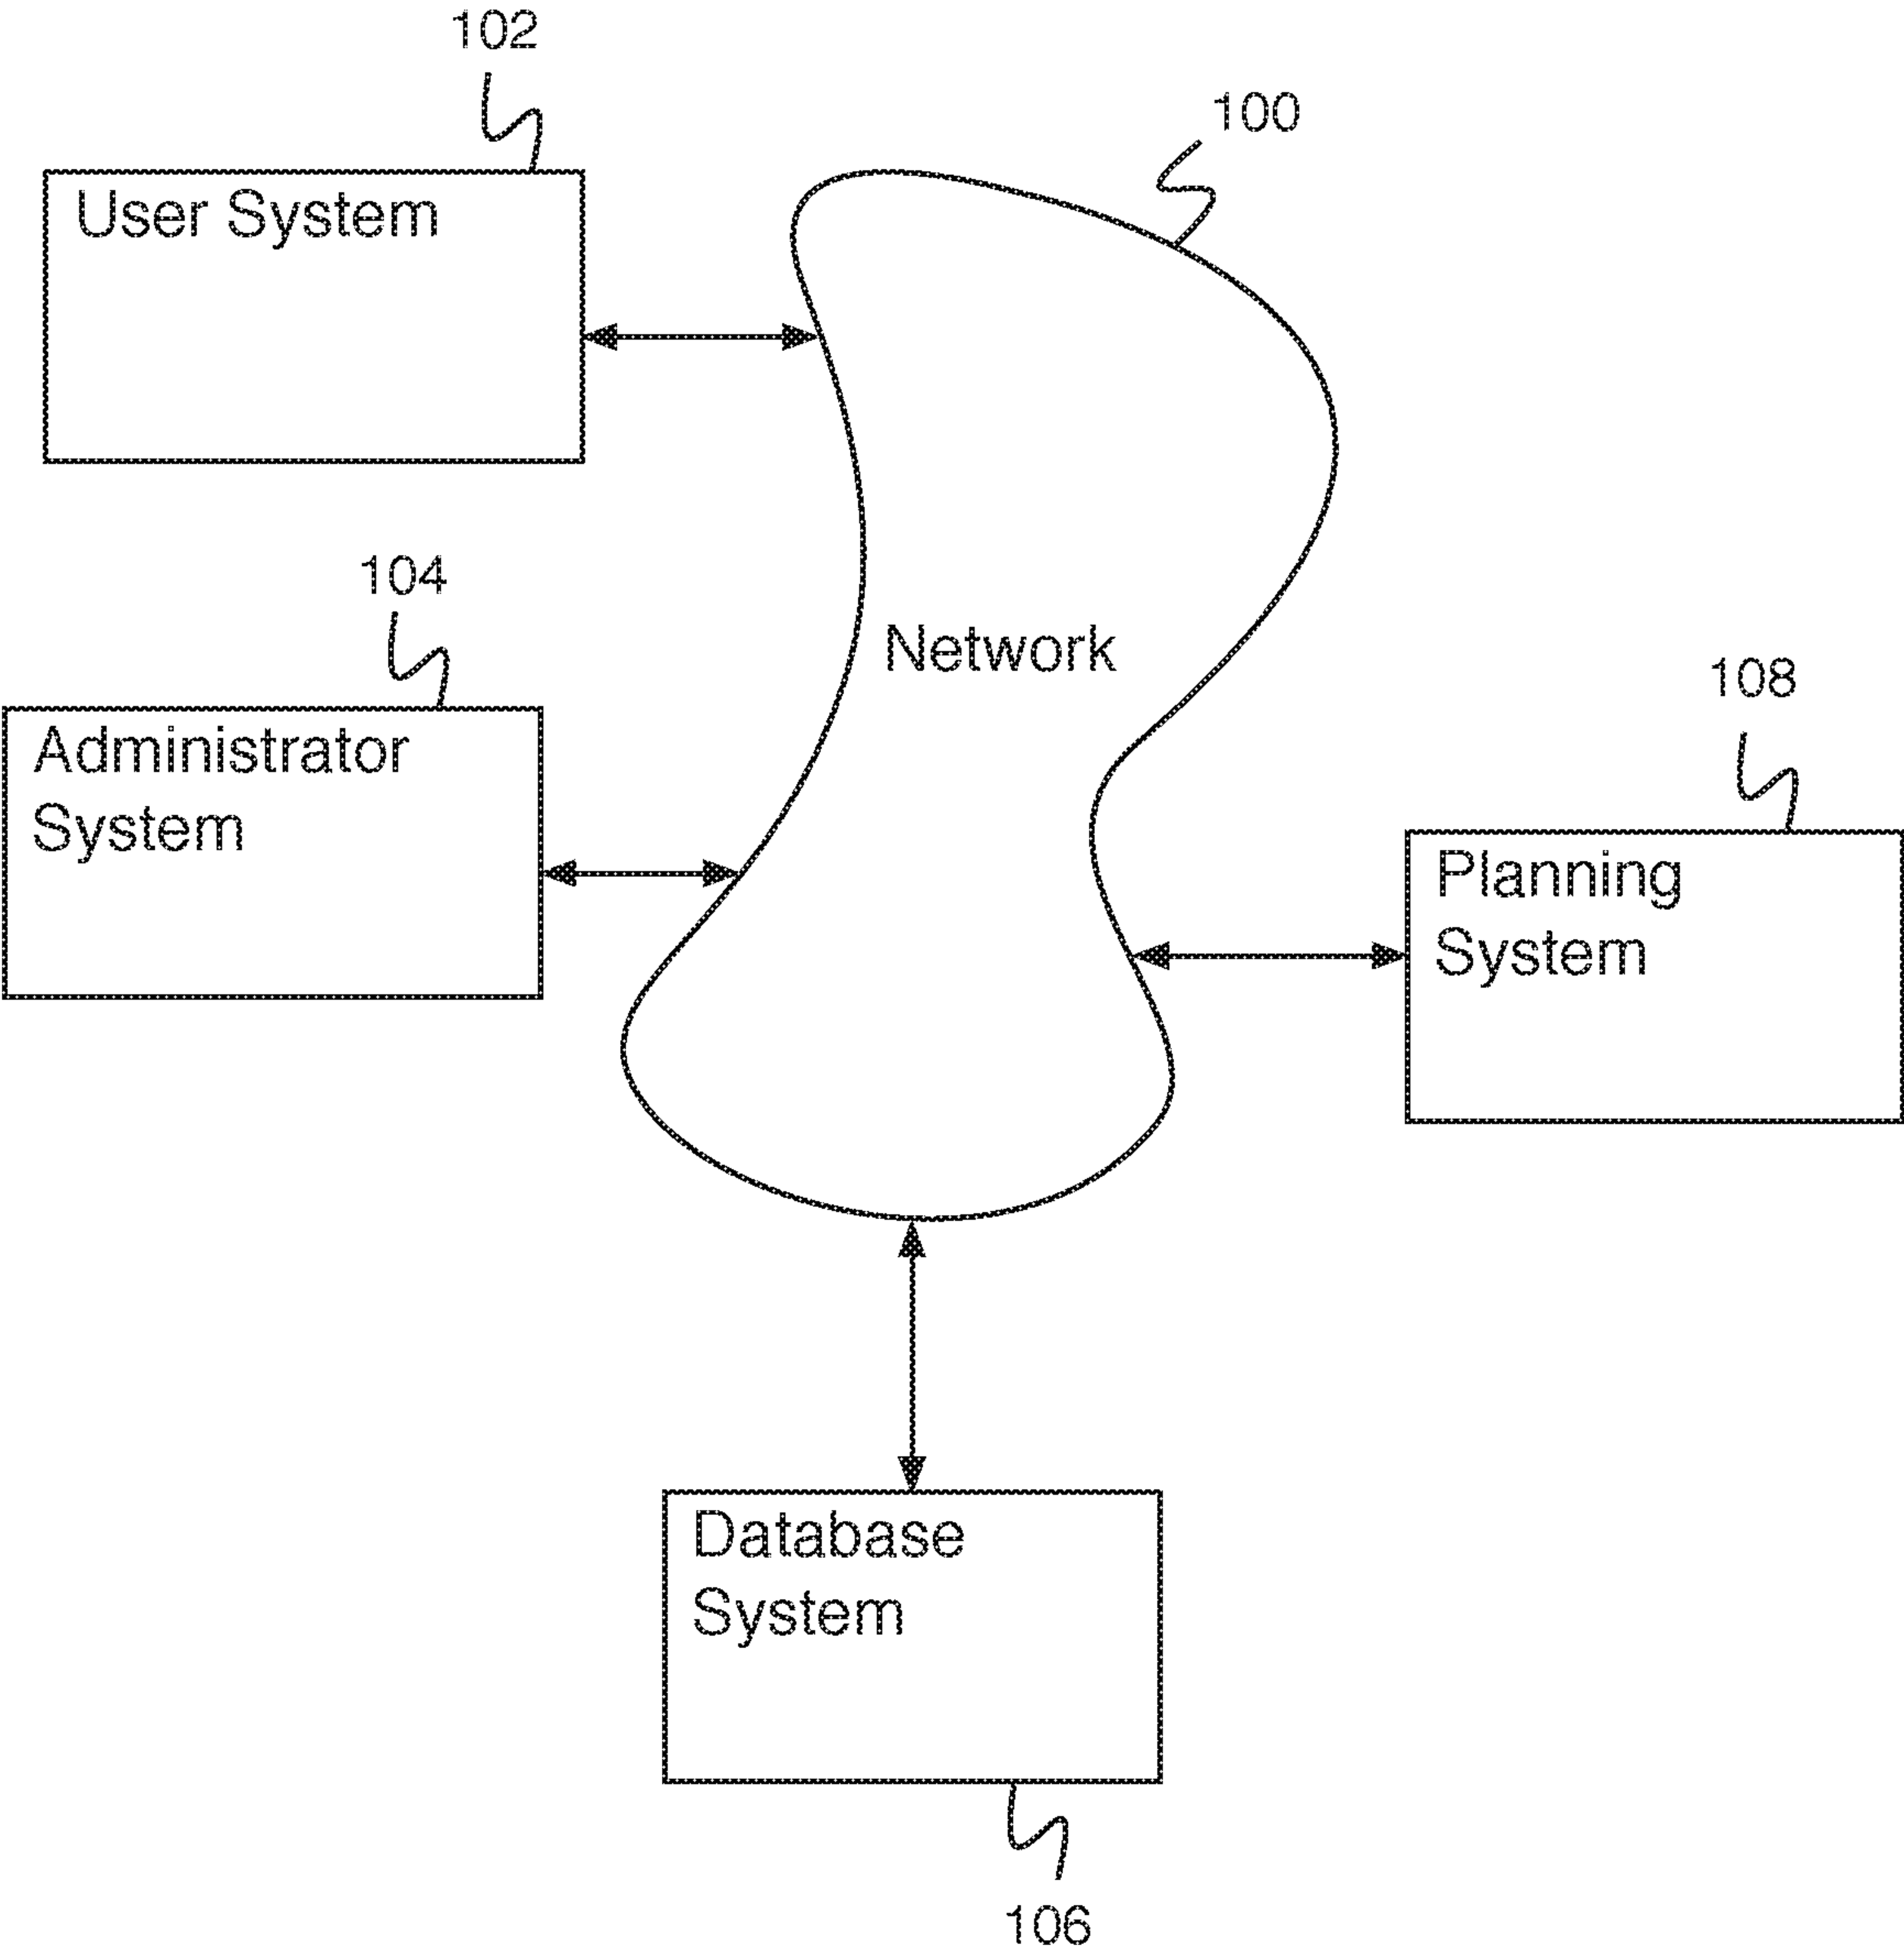 102
100
User System
104
Network
108
Administrator
System
Planning
System
Database
System
106